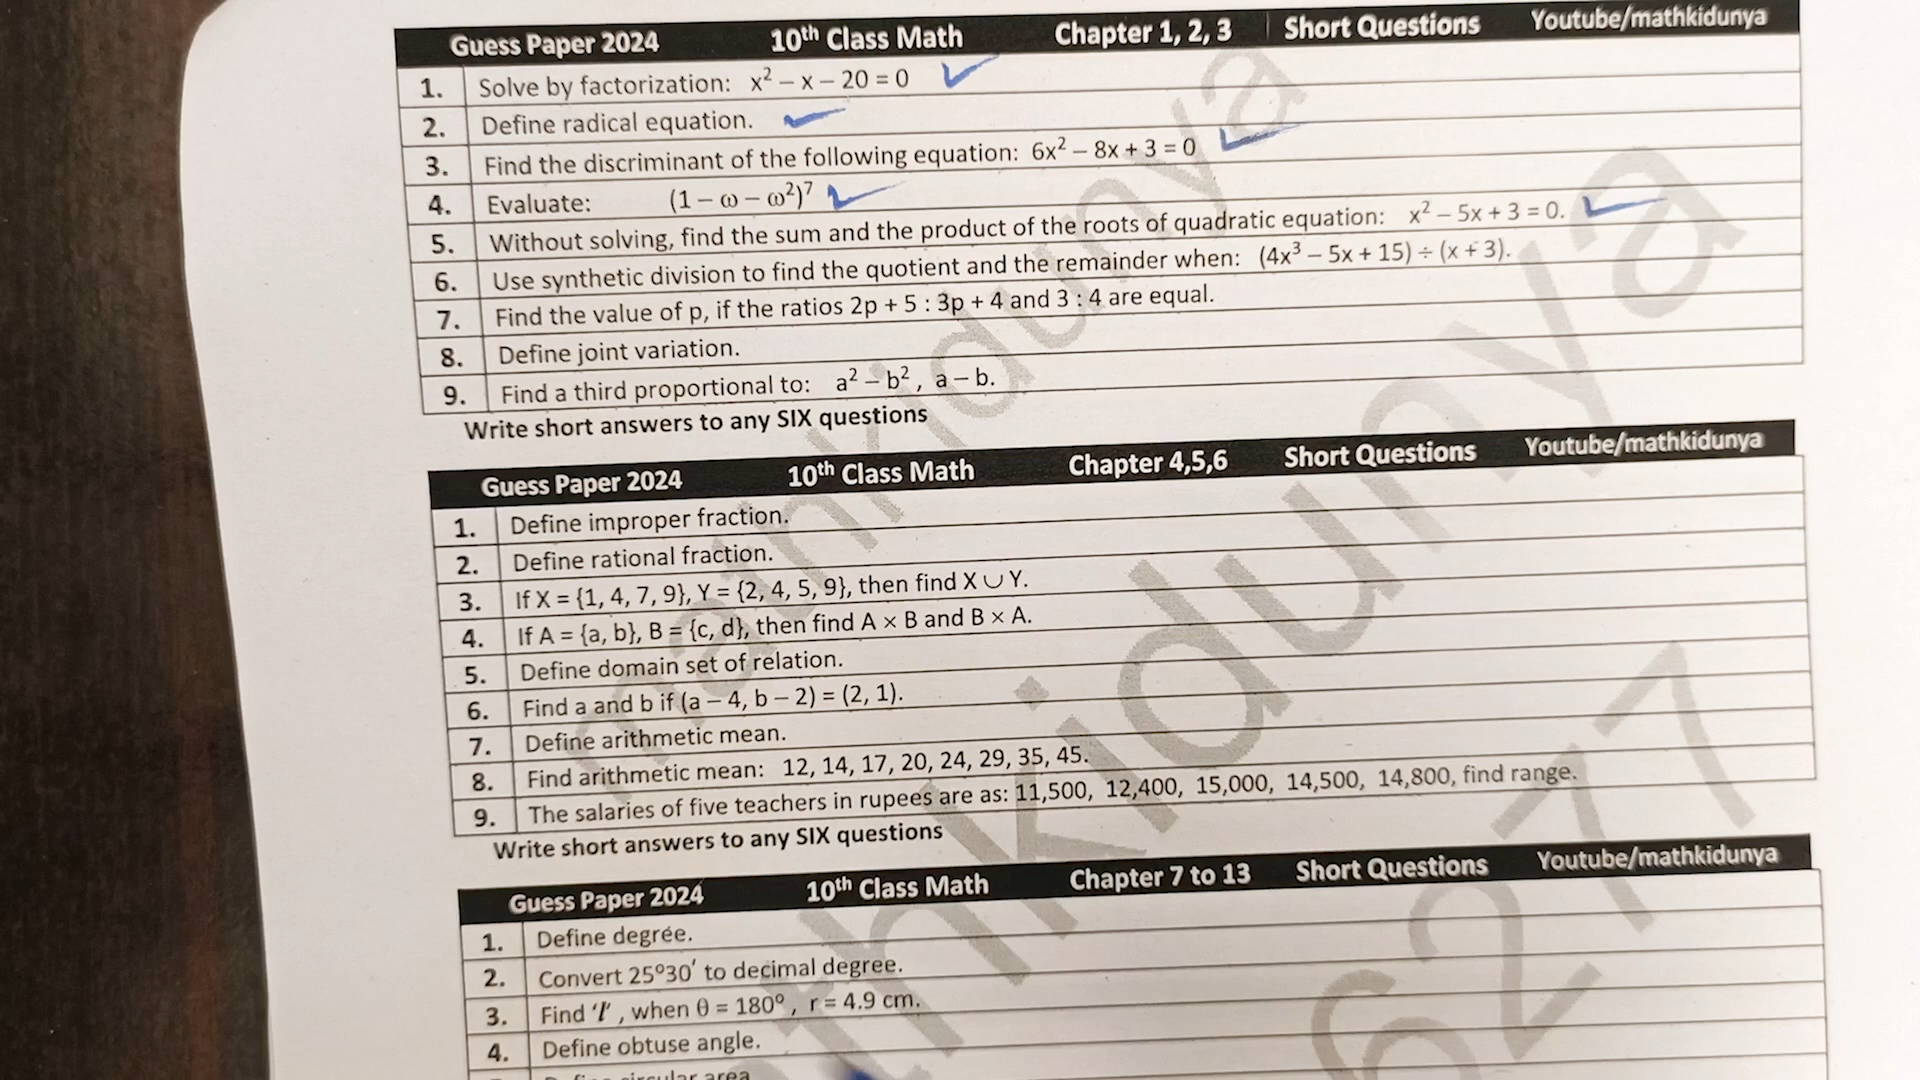 Guess Paper 2024 10th Class Math Chapter 1, 2, 3 Short Questions Youtube/mathkidunya
1. Solve by factorization: x² – x – 20 = 0
2. Define radical equation.
3. Find the discriminant of the following equation: 6x² – 8x + 3 = 0
4. Evaluate: (1 – ω – ω²)⁷
5. Without solving, find the sum and the product of the roots of quadratic equation: x² – 5x + 3 = 0.
6. Use synthetic division to find the quotient and the remainder when: (4x³ – 5x + 15) ÷ (x + 3).
7. Find the value of p, if the ratios 2p + 5 : 3p + 4 and 3 : 4 are equal.
8. Define joint variation.
9. Find a third proportional to: a² – b² , a – b.
Write short answers to any SIX questions
Guess Paper 2024 10th Class Math Chapter 4,5,6 Short Questions Youtube/mathkidunya
1. Define improper fraction.
2. Define rational fraction.
3. If X = {1, 4, 7, 9}, Y = {2, 4, 5, 9}, then find X ∪ Y.
4. If A = {a, b}, B = {c, d}, then find A × B and B × A.
5. Define domain set of relation.
6. Find a and b if (a – 4, b – 2) = (2, 1).
7. Define arithmetic mean.
8. Find arithmetic mean: 12, 14, 17, 20, 24, 29, 35, 45.
9. The salaries of five teachers in rupees are as: 11,500, 12,400, 15,000, 14,500, 14,800, find range.
Write short answers to any SIX questions
Guess Paper 2024 10th Class Math Chapter 7 to 13 Short Questions Youtube/mathkidunya
1. Define degree.
2. Convert 25°30′ to decimal degree.
3. Find 'l' , when θ = 180° , r = 4.9 cm.
4. Define obtuse angle.
circular area
mathkidunya
mathkidunya
6277